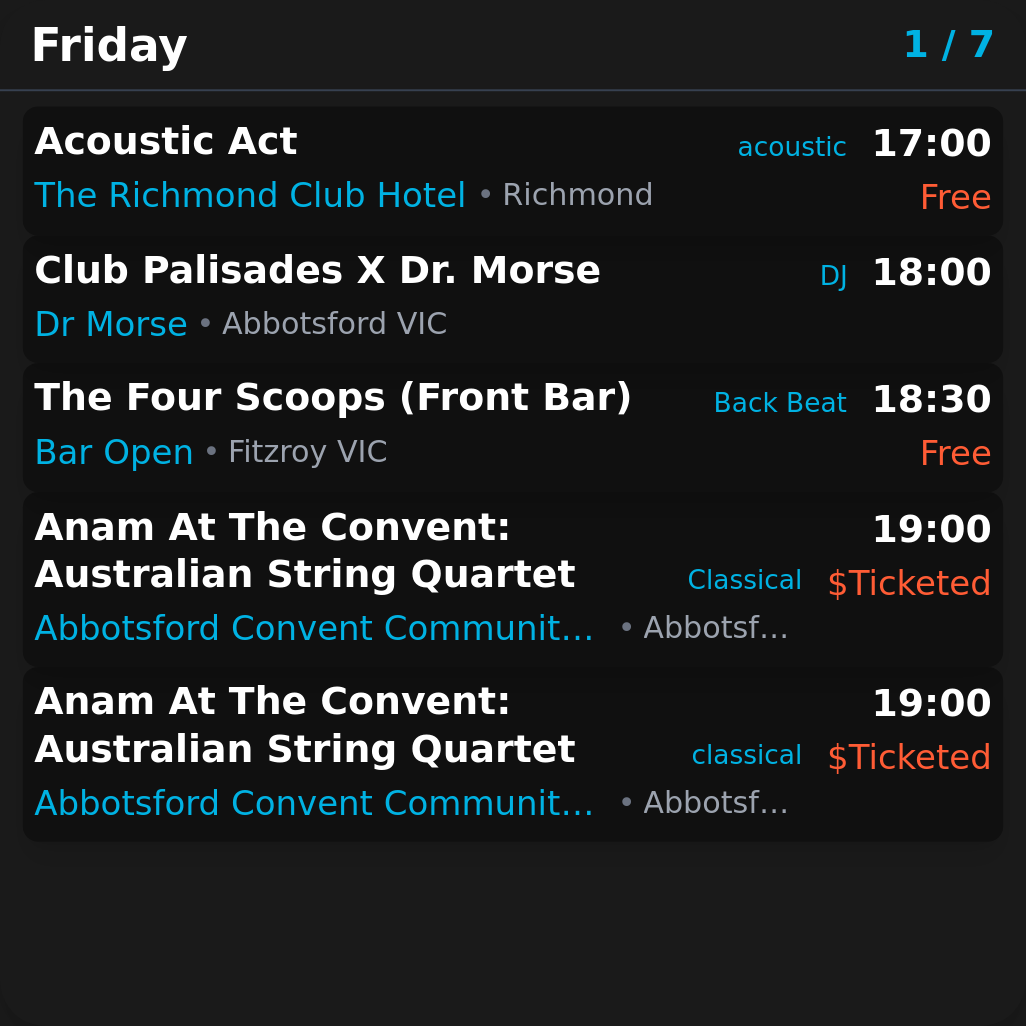 Friday 1 / 7
Acoustic Act acoustic 17:00
The Richmond Club Hotel • Richmond Free
Club Palisades X Dr. Morse DJ 18:00
Dr Morse • Abbotsford VIC
The Four Scoops (Front Bar) Back Beat 18:30
Bar Open • Fitzroy VIC Free
Anam At The Convent: 19:00
Australian String Quartet Classical $Ticketed
Abbotsford Convent Communit... • Abbotsf...
Anam At The Convent: 19:00
Australian String Quartet classical $Ticketed
Abbotsford Convent Communit... • Abbotsf...